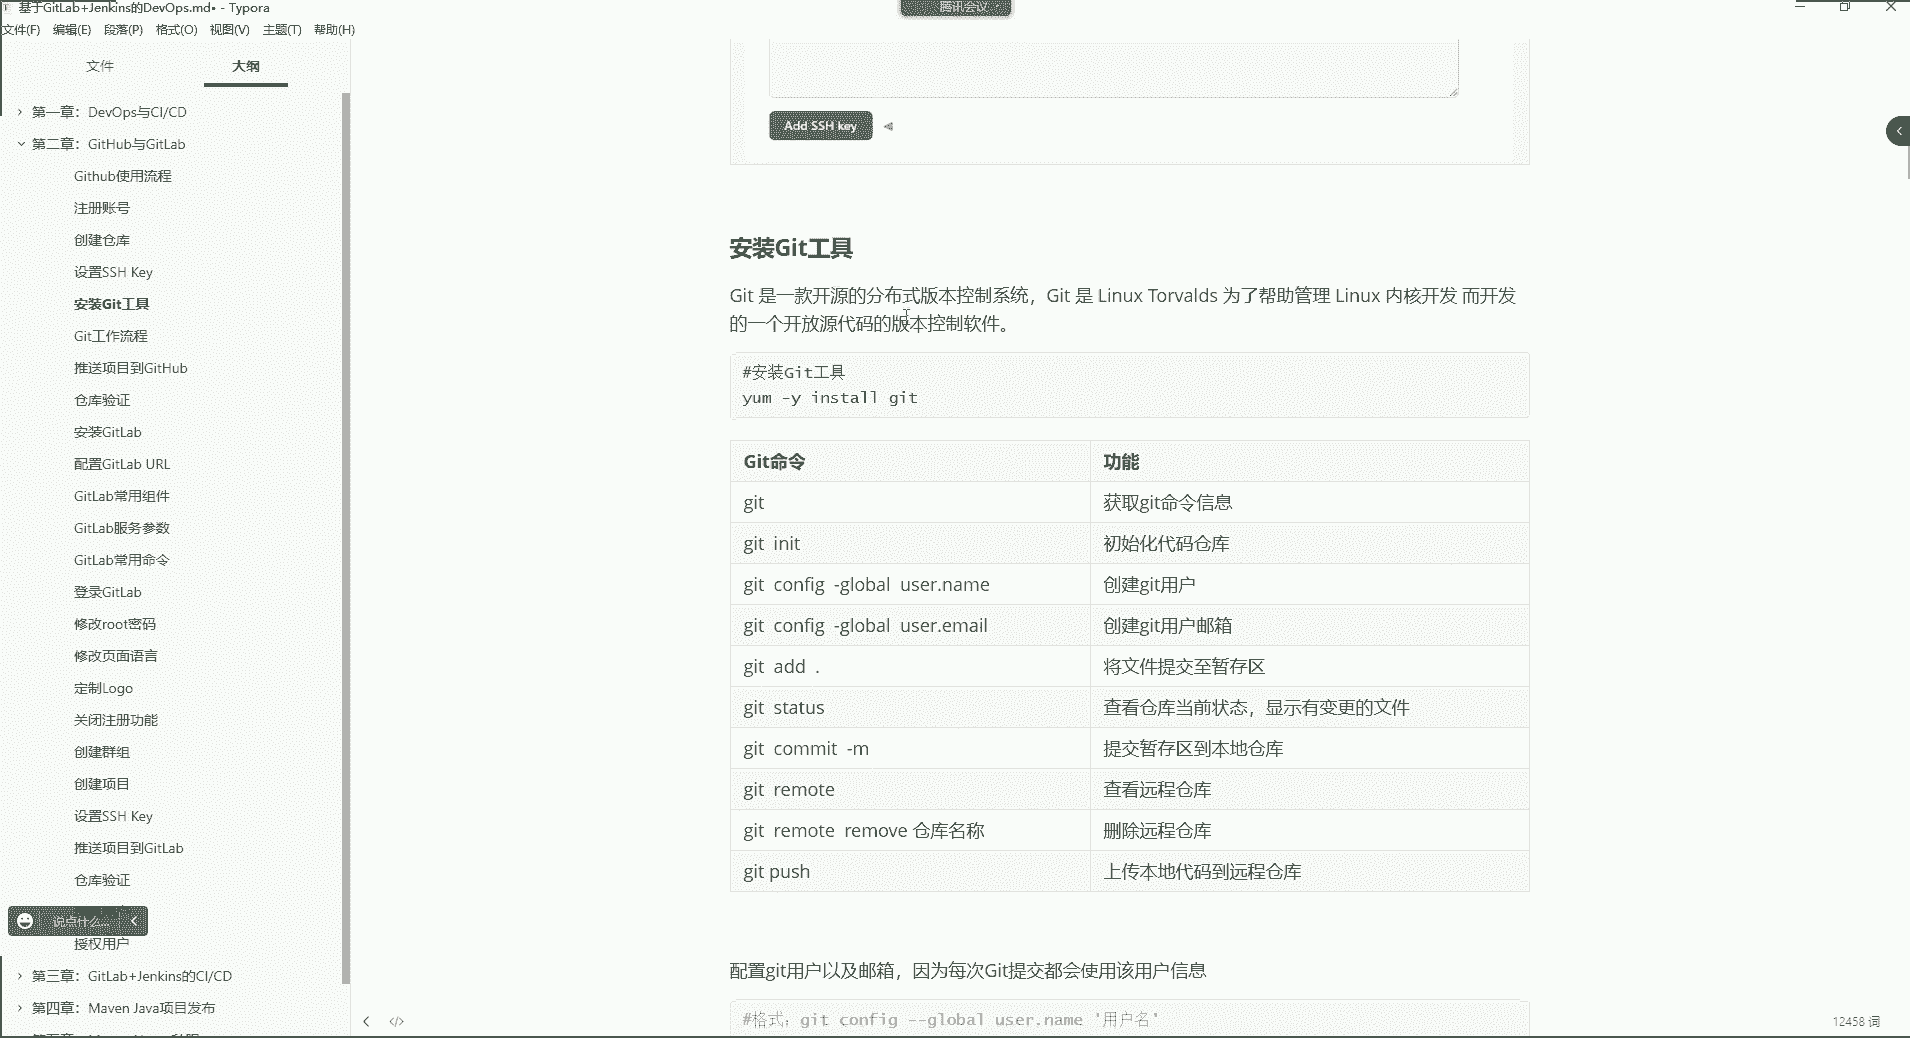 基于GitLab+Jenkins的DevOps.md• - Typora
腾讯会议
文件(F) 编辑(E) 段落(P) 格式(O) 视图(V) 主题(T) 帮助(H)
文件 大纲
第一章：DevOps与CI/CD
第二章：GitHub与GitLab
Github使用流程
注册账号
创建仓库
设置SSH Key
安装Git工具
Git工作流程
推送项目到GitHub
仓库验证
安装GitLab
配置GitLab URL
GitLab常用组件
GitLab服务参数
GitLab常用命令
登录GitLab
修改root密码
修改页面语言
定制Logo
关闭注册功能
创建群组
创建项目
设置SSH Key
推送项目到GitLab
仓库验证
说点什么...
授权用户
第三章：GitLab+Jenkins的CI/CD
第四章：Maven Java项目发布
Add SSH key
安装Git工具
Git 是一款开源的分布式版本控制系统，Git 是 Linux Torvalds 为了帮助管理 Linux 内核开发 而开发
的一个开放源代码的版本控制软件。
#安装Git工具
yum -y install git
Git命令 功能
git 获取git命令信息
git init 初始化代码仓库
git config -global user.name 创建git用户
git config -global user.email 创建git用户邮箱
git add . 将文件提交至暂存区
git status 查看仓库当前状态，显示有变更的文件
git commit -m 提交暂存区到本地仓库
git remote 查看远程仓库
git remote remove 仓库名称 删除远程仓库
git push 上传本地代码到远程仓库
配置git用户以及邮箱，因为每次Git提交都会使用该用户信息
#格式：git config --global user.name '用户名'
12458 词